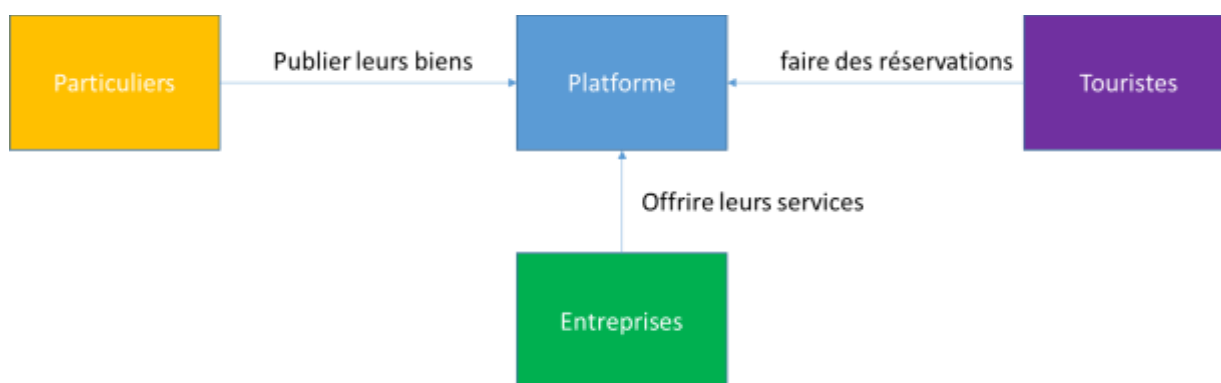 Publier leurs biens
faire des réservations
Particuliers
Platforme
Touristes
Offrire leurs services
Entreprises